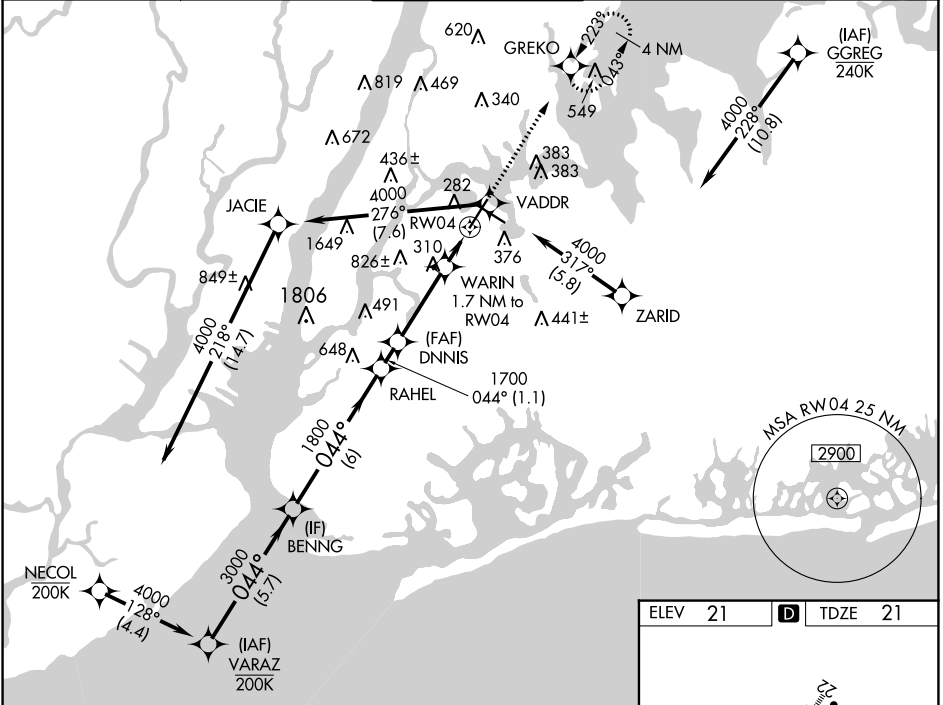 620
GREKO
223°
043°
4 NM
(IAF)
GGREG
240K
819
469
340
549
4000
228°
(10.8)
672
436±
383
383
JACIE
4000
276°
(7.6)
282
VADDR
RW04
1649
826±
310
376
4000
317°
(5.8)
849±
WARIN
1.7 NM to
RW04
ZARID
1806
491
441±
4000
218°
(14.7)
648
(FAF)
DNNIS
RAHEL
1700
044° (1.1)
MSA RW04 25 NM
2900
1800
044°
(6)
(IF)
BENNG
3000
044°
(5.7)
NECOL
200K
4000
128°
(4.4)
(IAF)
VARAZ
200K
ELEV 21
D
TDZE 21
22